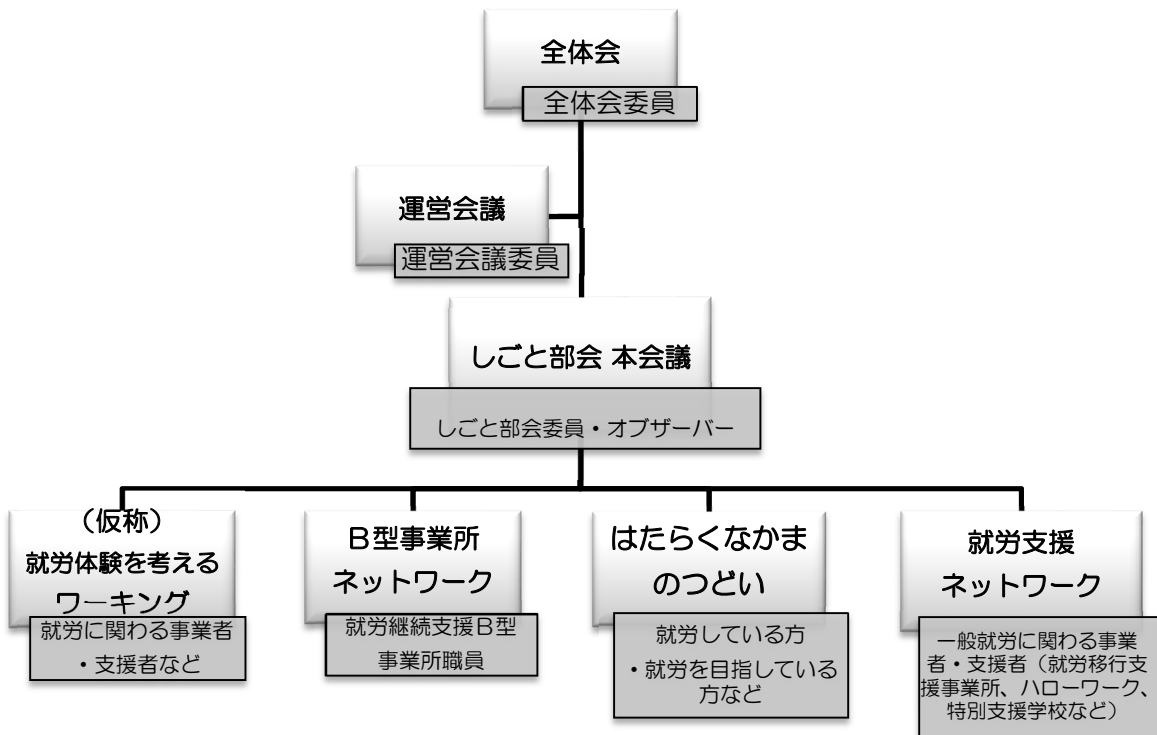 全体会
全体会委員
運営会議
運営会議委員
しごと部会 本会議
しごと部会委員・オブザーバー
（仮称）
就労体験を考える
ワーキング
就労に関わる事業者
・支援者など
Ｂ型事業所
ネットワーク
就労継続支援Ｂ型
事業所職員
はたらくなかま
のつどい
就労している方
・就労を目指している
方など
就労支援
ネットワーク
一般就労に関わる事業
者・支援者（就労移行支
援事業所、ハローワーク、
特別支援学校など）